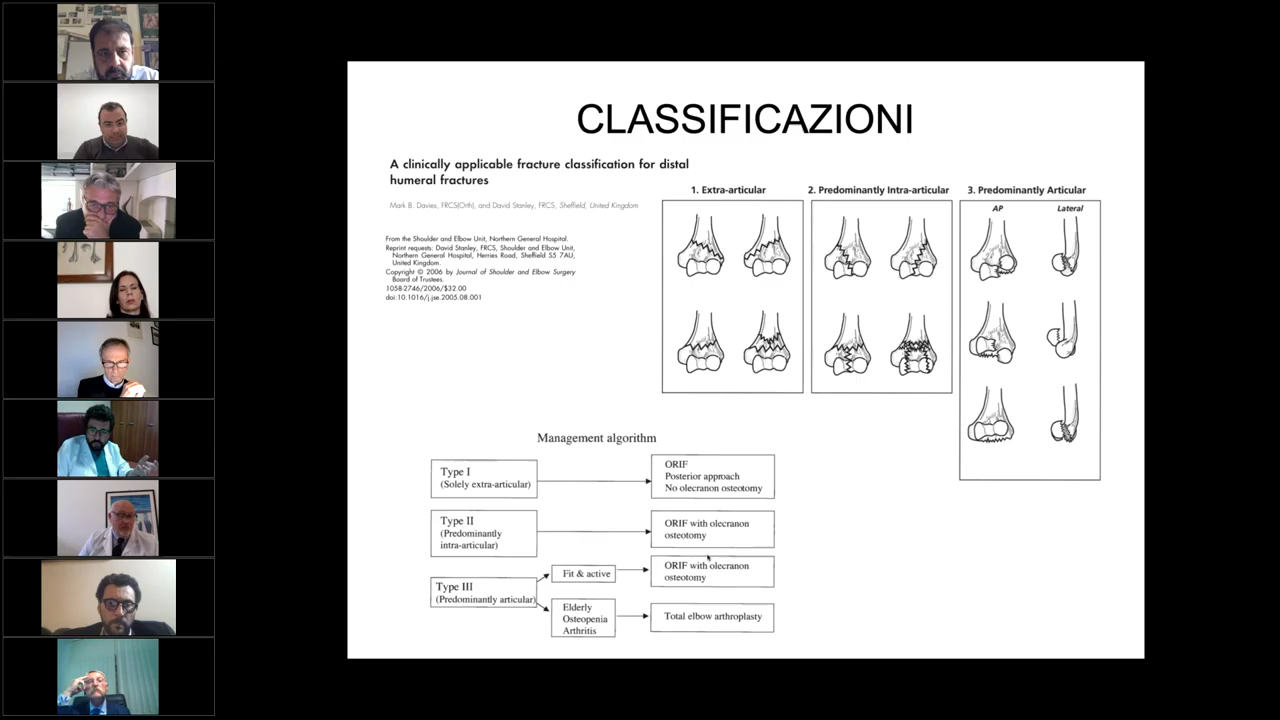 CLASSIFICAZIONI
A clinically applicable fracture classification for distal
humeral fractures
Mark B. Davies, FRCS(Orth), and David Stanley, FRCS, Sheffield, United Kingdom
From the Shoulder and Elbow Unit, Northern General Hospital.
Reprint requests: David Stanley, FRCS, Shoulder and Elbow Unit,
Northern General Hospital, Herries Road, Sheffield S5 7AU,
United Kingdom.
Copyright © 2006 by Journal of Shoulder and Elbow Surgery
Board of Trustees.
1058-2746/2006/$32.00
doi:10.1016/j.jse.2005.08.001
1. Extra-articular
2. Predominantly Intra-articular
3. Predominantly Articular
AP
Lateral
Management algorithm
Type I
(Solely extra-articular)
ORIF
Posterior approach
No olecranon osteotomy
Type II
(Predominantly
intra-articular)
ORIF with olecranon
osteotomy
Type III
(Predominantly articular)
Fit & active
ORIF with olecranon
osteotomy
Elderly
Osteopenia
Arthritis
Total elbow arthroplasty